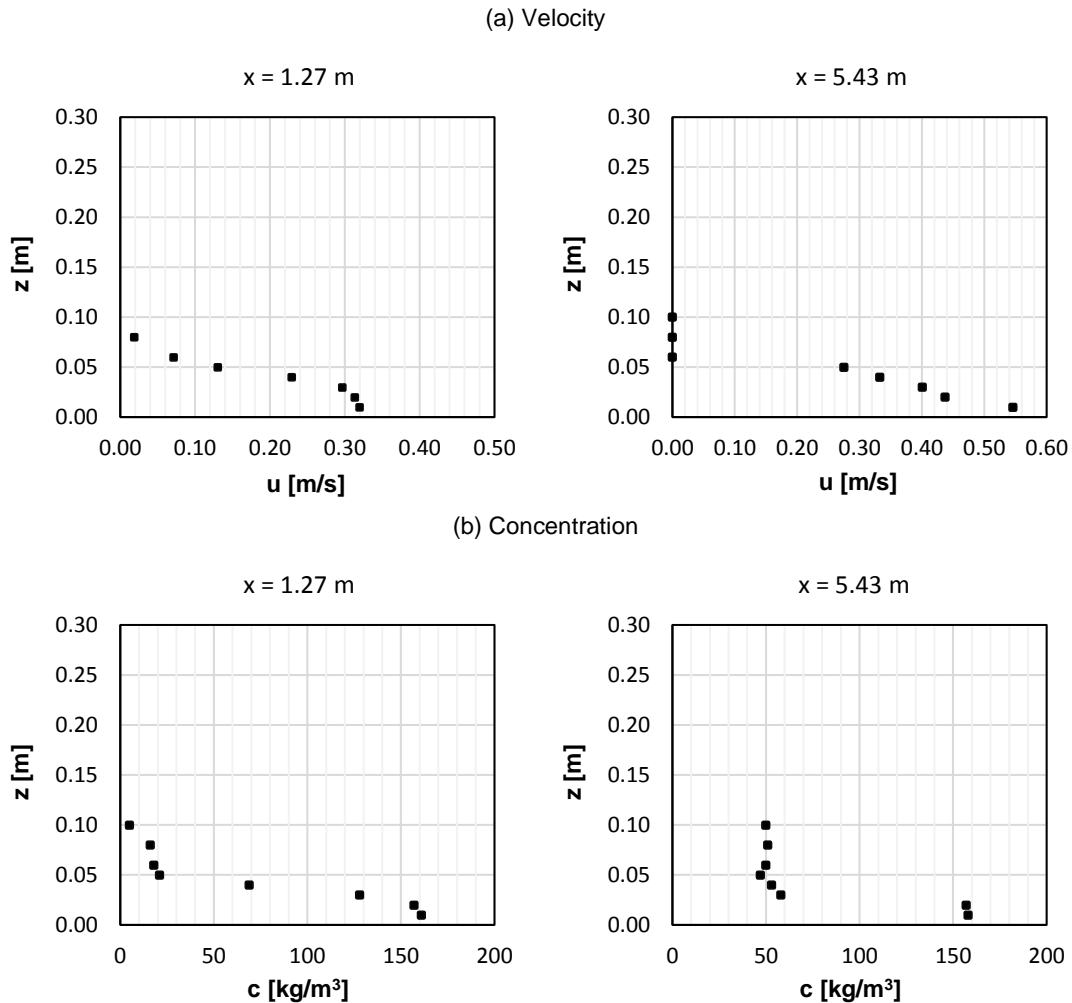 (a) Velocity
x = 1.27 m
0.30
0.25
0.20
0.15
0.10
0.05
0.00
z [m]
0.00 0.10 0.20 0.30 0.40 0.50
u [m/s]
x = 5.43 m
0.30
0.25
0.20
0.15
0.10
0.05
0.00
z [m]
0.00 0.10 0.20 0.30 0.40 0.50 0.60
u [m/s]
(b) Concentration
x = 1.27 m
0.30
0.25
0.20
0.15
0.10
0.05
0.00
z [m]
0 50 100 150 200
c [kg/m³]
x = 5.43 m
0.30
0.25
0.20
0.15
0.10
0.05
0.00
z [m]
0 50 100 150 200
c [kg/m³]